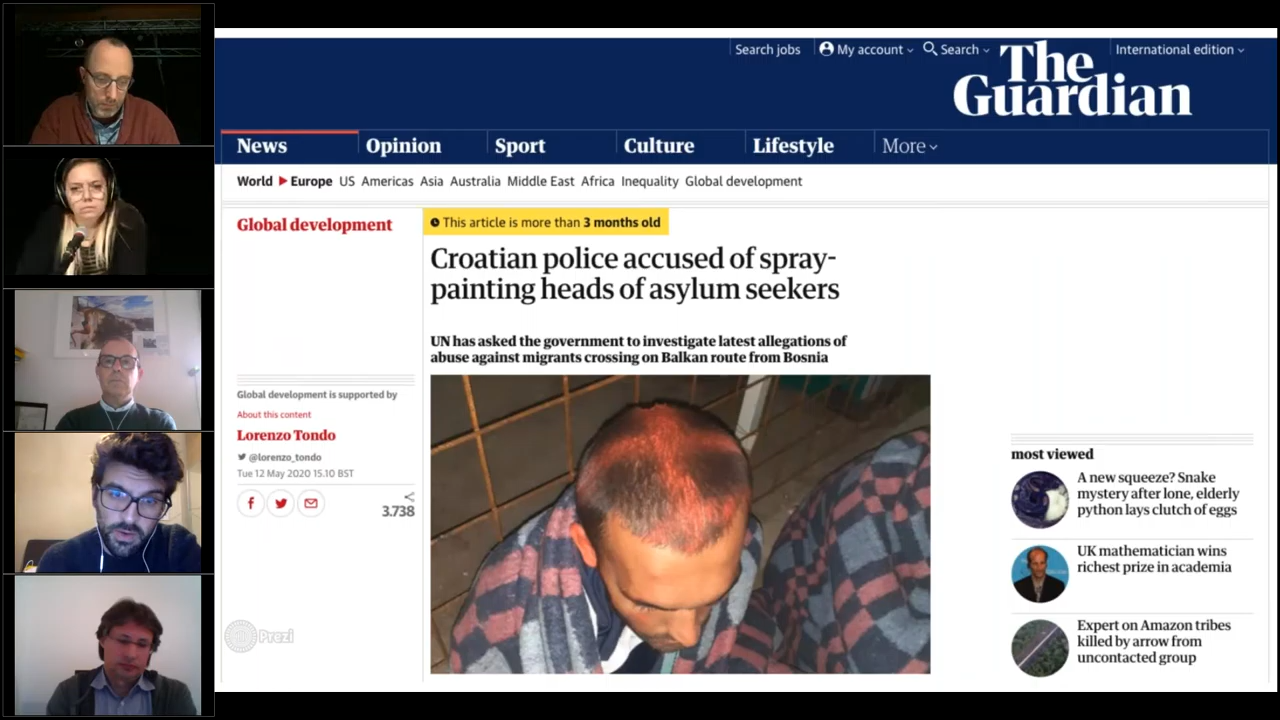 Search jobs
My account
Search
International edition
The
Guardian
News
Opinion
Sport
Culture
Lifestyle
More
World Europe US Americas Asia Australia Middle East Africa Inequality Global development
Global development
This article is more than 3 months old
Croatian police accused of spray-
painting heads of asylum seekers
UN has asked the government to investigate latest allegations of
abuse against migrants crossing on Balkan route from Bosnia
Global development is supported by
About this content
Lorenzo Tondo
@lorenzo_tondo
Tue 12 May 2020 15.10 BST
f
3.738
most viewed
A new squeeze? Snake
mystery after lone, elderly
python lays clutch of eggs
UK mathematician wins
richest prize in academia
Expert on Amazon tribes
killed by arrow from
uncontacted group
Prezi